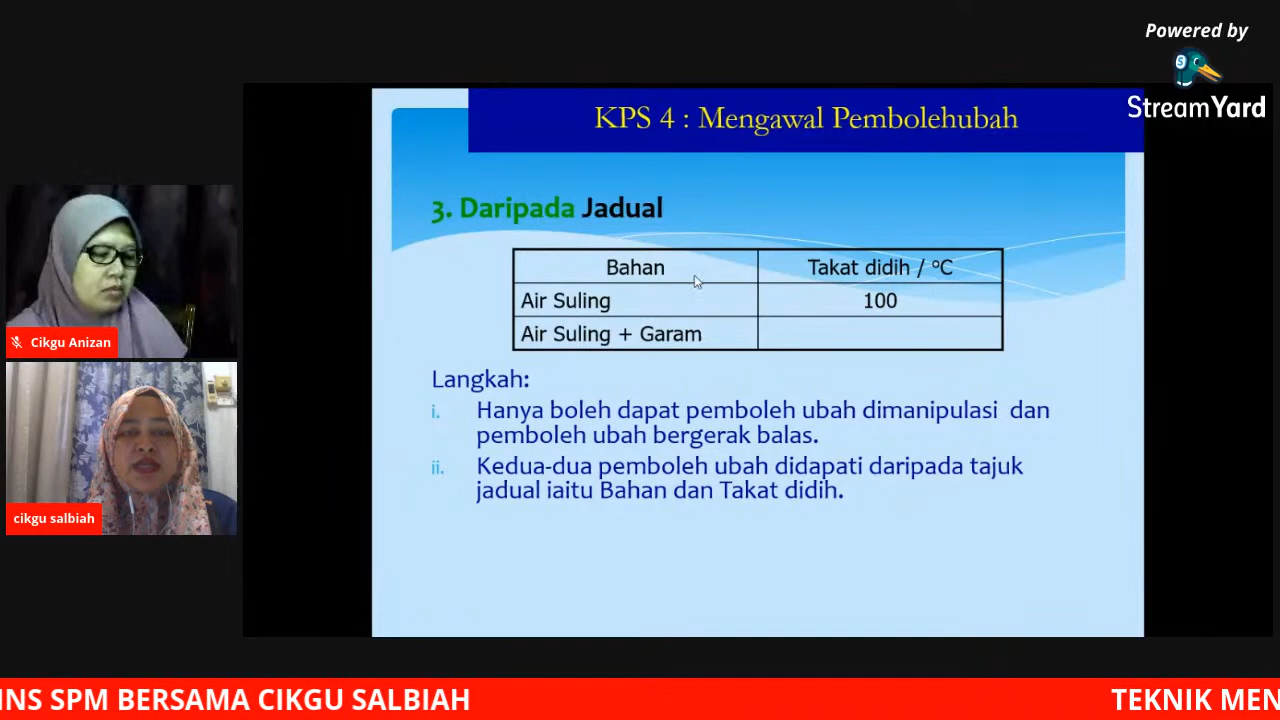 Powered by
StreamYard
KPS 4 : Mengawal Pembolehubah
3. Daripada Jadual
Bahan Takat didih / °C
Air Suling 100
Air Suling + Garam
Langkah:
i. Hanya boleh dapat pemboleh ubah dimanipulasi dan
pemboleh ubah bergerak balas.
ii. Kedua-dua pemboleh ubah didapati daripada tajuk
jadual iaitu Bahan dan Takat didih.
Cikgu Anizan
cikgu salbiah
INS SPM BERSAMA CIKGU SALBIAH
TEKNIK MEN